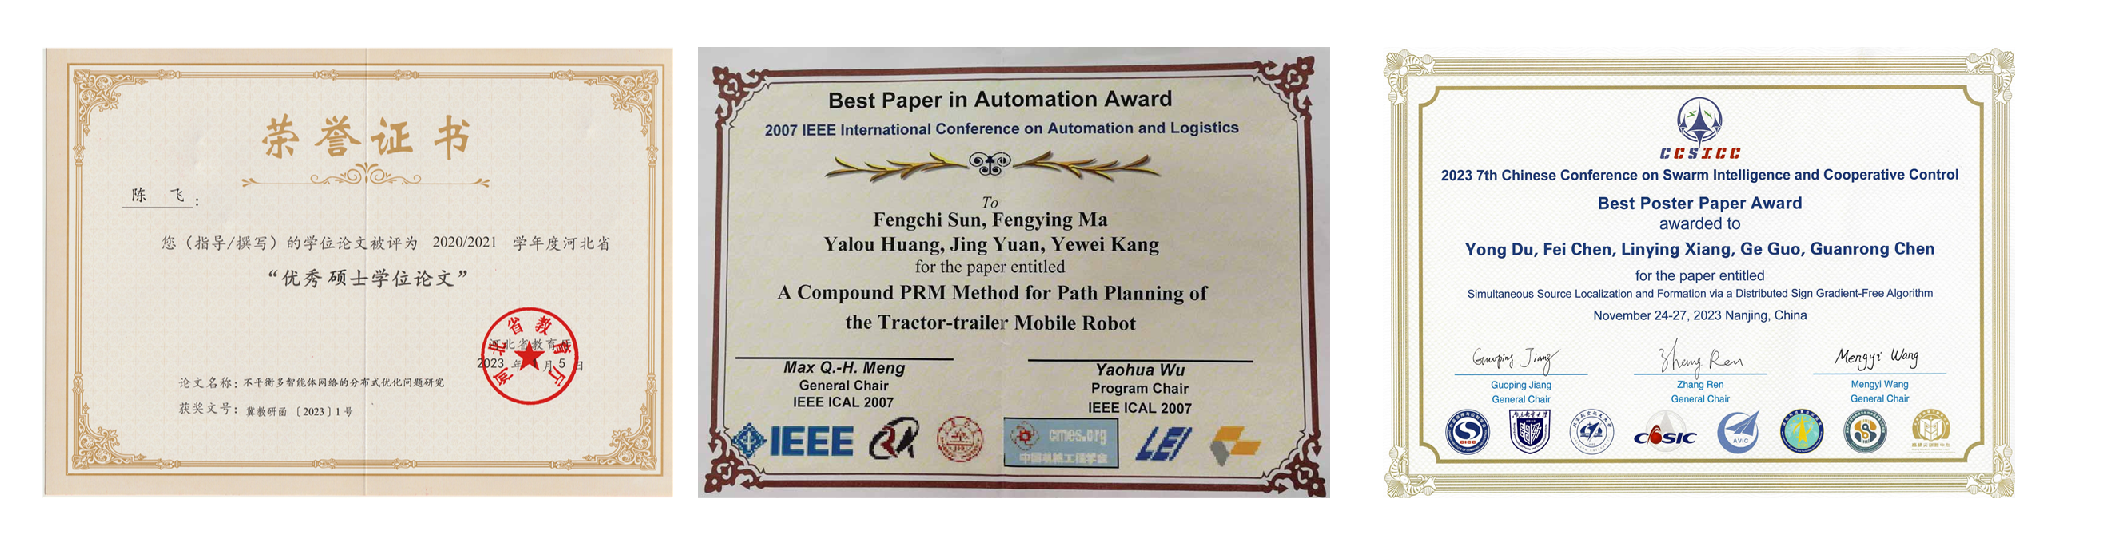 荣誉证书
陈 飞：
您（指导/撰写）的学位论文被评为 2020/2021 学年度河北省
“优秀硕士学位论文”
河北省教育厅
2023 年 月 5 日
论文名称：不平衡多智能体网络的分布式优化问题研究
获奖文号：冀教研函〔2023〕1号
Best Paper in Automation Award
2007 IEEE International Conference on Automation and Logistics
To
Fengchi Sun, Fengying Ma
Yalou Huang, Jing Yuan, Yewei Kang
for the paper entitled
A Compound PRM Method for Path Planning of
the Tractor-trailer Mobile Robot
Max Q.-H. Meng
General Chair
IEEE ICAL 2007
Yaohua Wu
Program Chair
IEEE ICAL 2007
IEEE
cmes.org
中国机械工程学会
LEI
CCSICC
2023 7th Chinese Conference on Swarm Intelligence and Cooperative Control
Best Poster Paper Award
awarded to
Yong Du, Fei Chen, Linying Xiang, Ge Guo, Guanrong Chen
for the paper entitled
Simultaneous Source Localization and Formation via a Distributed Sign Gradient-Free Algorithm
November 24-27, 2023 Nanjing, China
Guoping Jiang
Zhang Ren
Mengyi Wang
Guoping Jiang
General Chair
Zhang Ren
General Chair
Mengyi Wang
General Chair
CSIC
AVIC